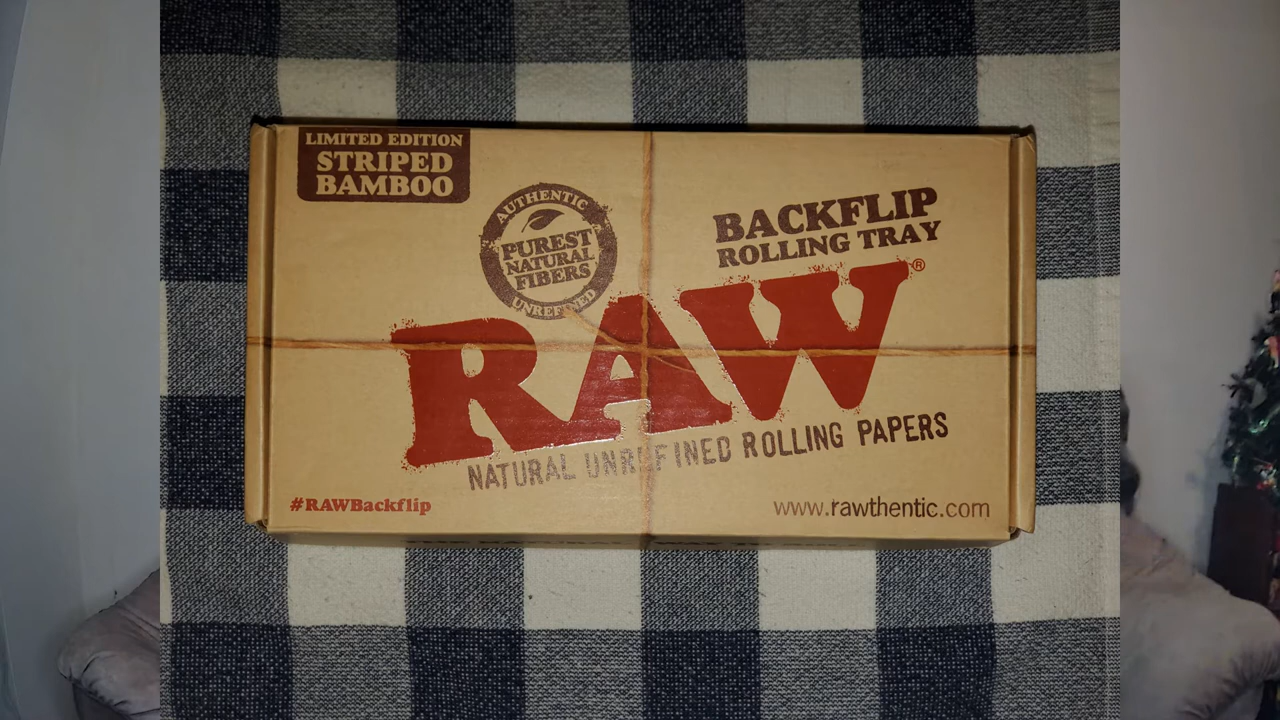 LIMITED EDITION
STRIPED
BAMBOO
AUTHENTIC
PUREST
NATURAL
FIBERS
UNREFINED
BACKFLIP
ROLLING TRAY
RAW®
NATURAL UNREFINED ROLLING PAPERS
#RAWBackflip
www.rawthentic.com